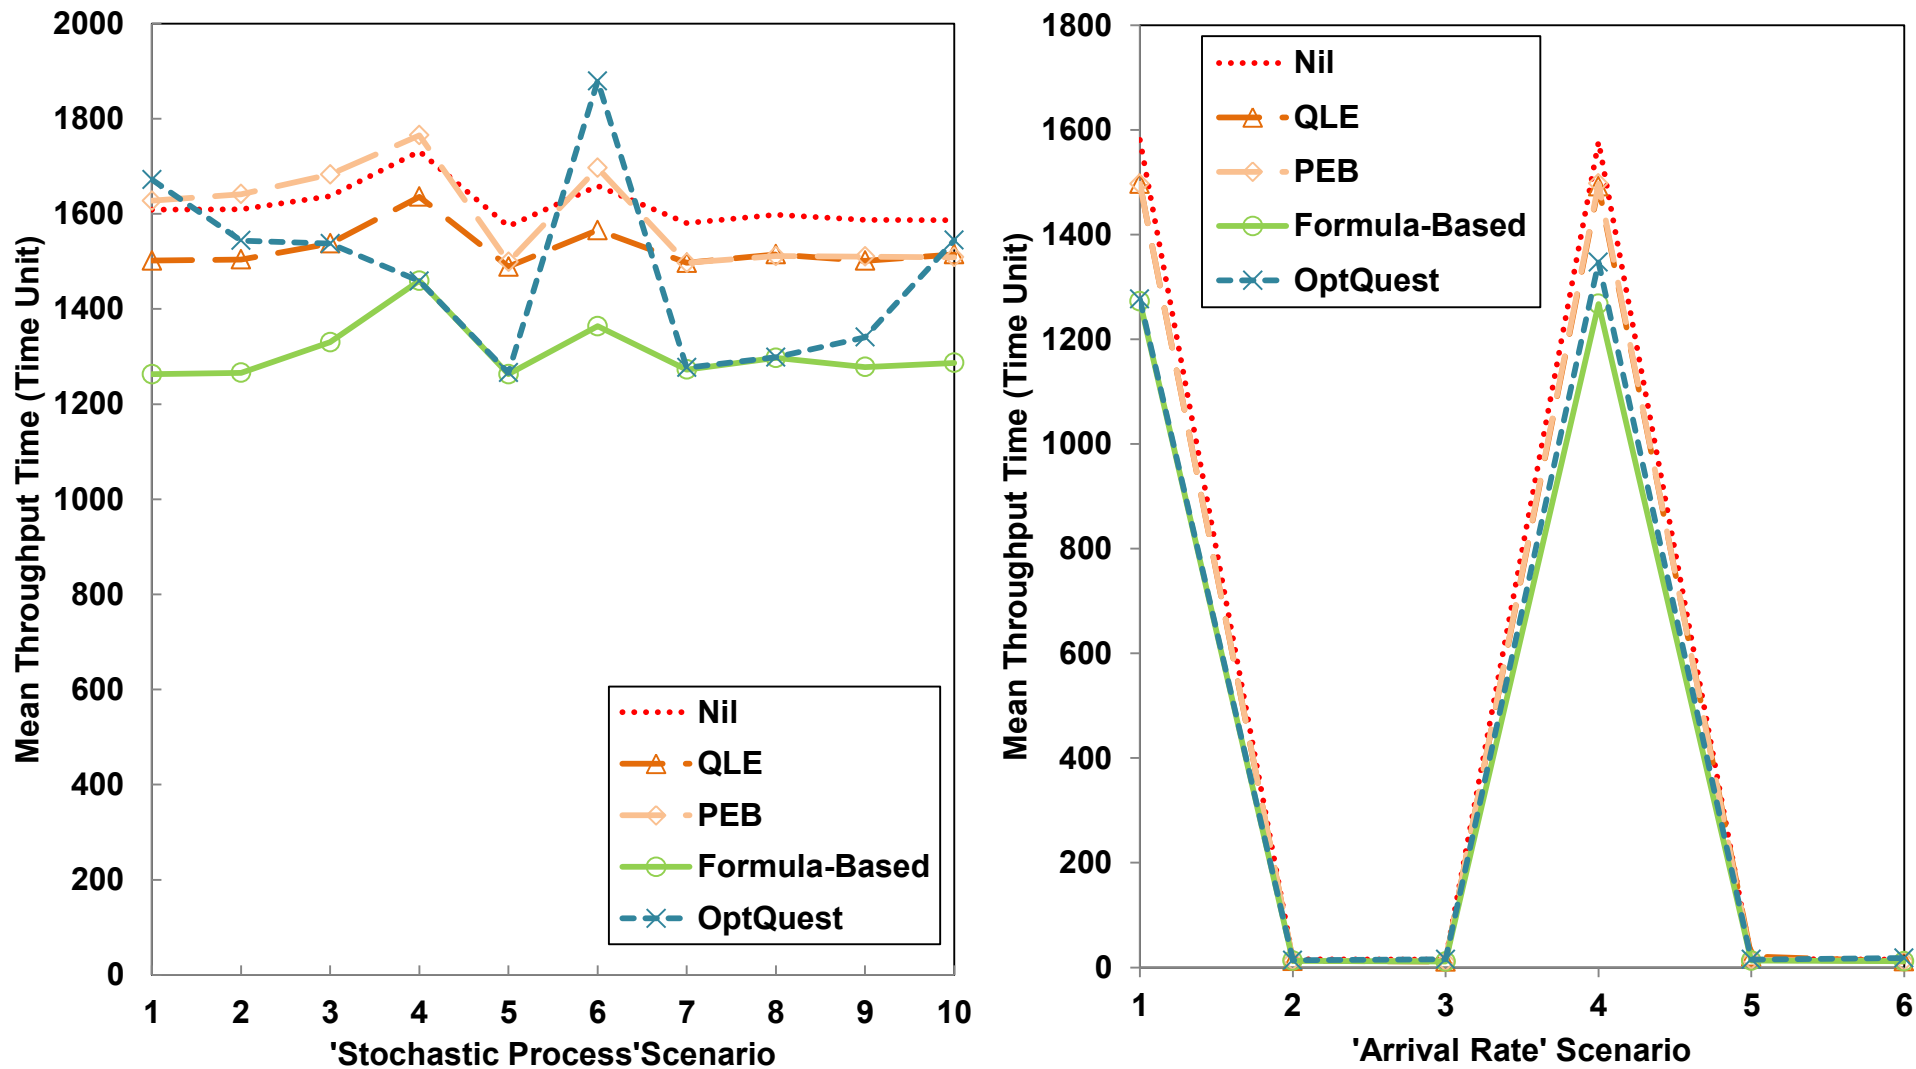 2000
1800
1600
1400
1200
1000
800
600
400
200
0
Mean Throughput Time (Time Unit)
1 2 3 4 5 6 7 8 9 10
'Stochastic Process'Scenario
Nil
QLE
PEB
Formula-Based
OptQuest
1800
1600
1400
1200
1000
800
600
400
200
0
Mean Throughput Time (Time Unit)
1 2 3 4 5 6
'Arrival Rate' Scenario
Nil
QLE
PEB
Formula-Based
OptQuest